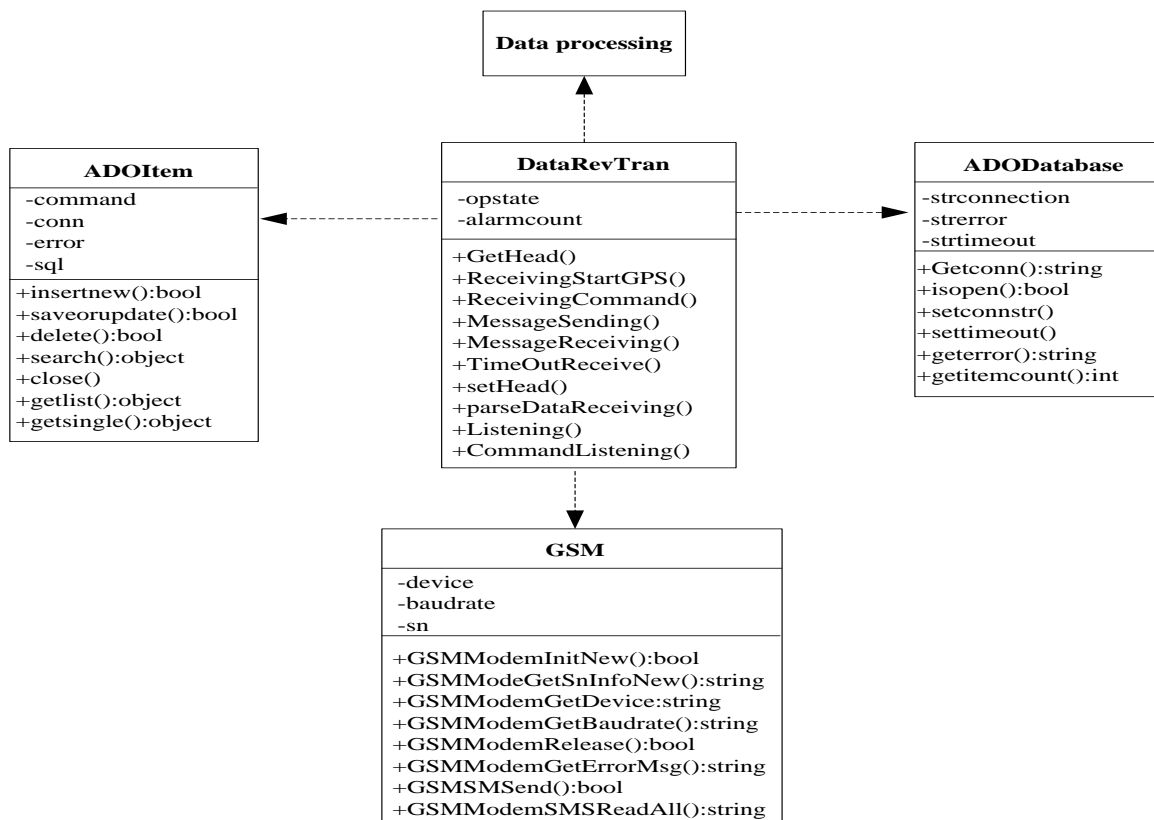 Data processing
ADOItem
-command
-conn
-error
-sql
+insertnew():bool
+saveorupdate():bool
+delete():bool
+search():object
+close()
+getlist():object
+getsingle():object
DataRevTran
-opstate
-alarmcount
+GetHead()
+ReceivingStartGPS()
+ReceivingCommand()
+MessageSending()
+MessageReceiving()
+TimeOutReceive()
+setHead()
+parseDataReceiving()
+Listening()
+CommandListening()
ADODatabase
-strconnection
-strerror
-strtimeout
+Getconn():string
+isopen():bool
+setconnstr()
+settimeout()
+geterror():string
+getitemcount():int
GSM
-device
-baudrate
-sn
+GSMModemInitNew():bool
+GSMModeGetSnInfoNew():string
+GSMModemGetDevice:string
+GSMModemGetBaudrate():string
+GSMModemRelease():bool
+GSMModemGetErrorMsg():string
+GSMSMSend():bool
+GSMModemSMSReadAll():string